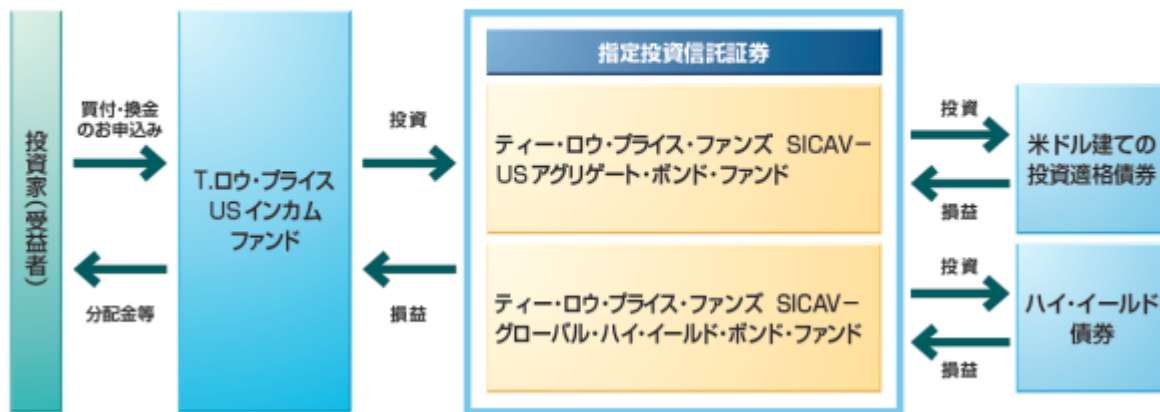 投資家(受益者)
買付・換金
のお申込み
分配金等
T.ロウ・プライス
USインカム
ファンド
投資
損益
指定投資信託証券
ティー・ロウ・プライス・ファンズ SICAV−
USアグリゲート・ボンド・ファンド
ティー・ロウ・プライス・ファンズ SICAV−
グローバル・ハイ・イールド・ボンド・ファンド
投資
損益
投資
損益
米ドル建ての
投資適格債券
ハイ・イールド
債券